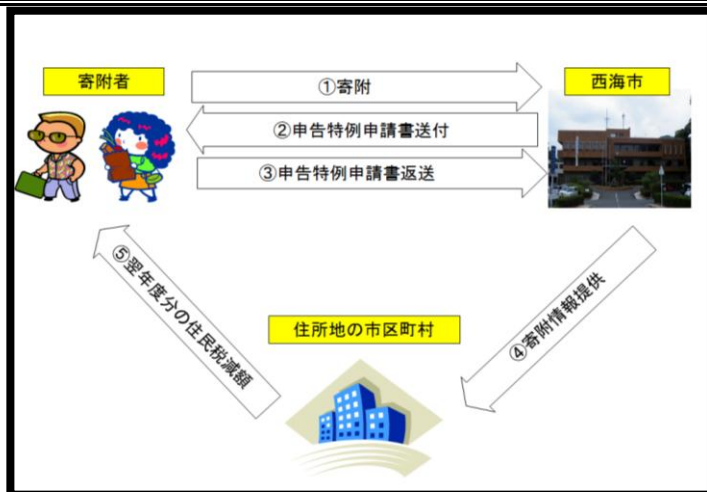 寄附者
①寄附
西海市
②申告特例申請書送付
③申告特例申請書返送
⑤翌年度分の住民税減額
住所地の市区町村
④寄附情報提供